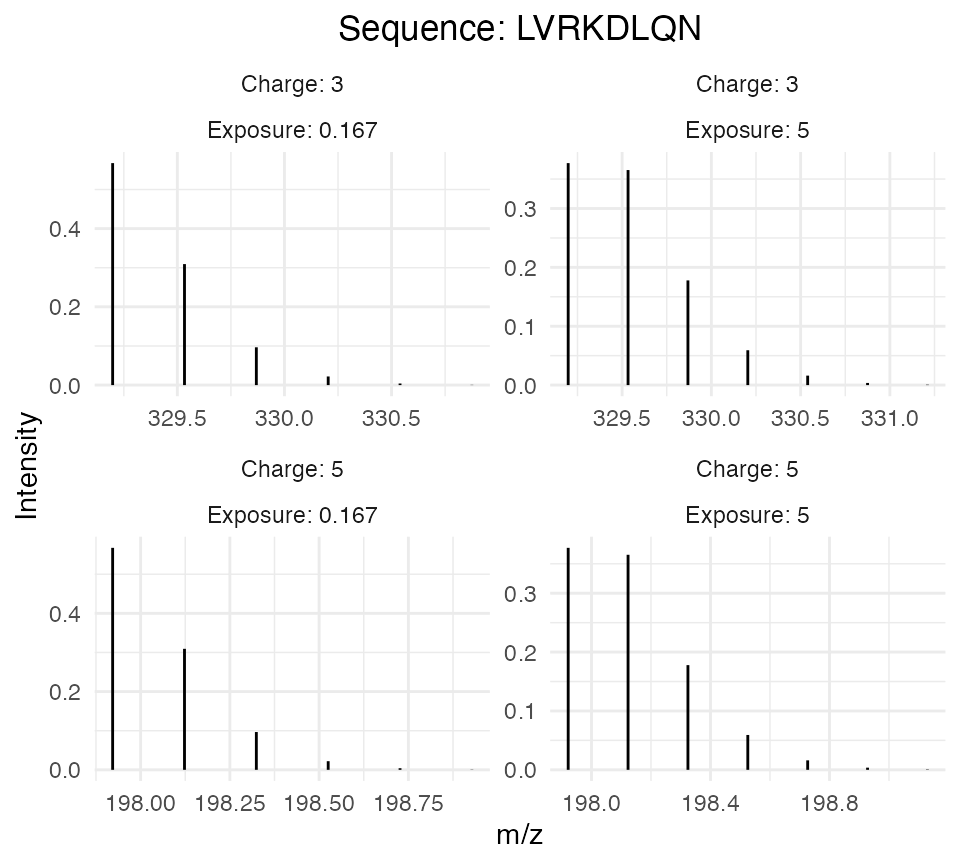 Sequence: LVRKDLQN
Charge: 3
Exposure: 0.167
0.4
0.2
0.0
329.5 330.0 330.5
Charge: 3
Exposure: 5
0.3
0.2
0.1
0.0
329.5 330.0 330.5 331.0
Intensity
Charge: 5
Exposure: 0.167
0.4
0.2
0.0
198.00 198.25 198.50 198.75
Charge: 5
Exposure: 5
0.3
0.2
0.1
0.0
198.0 198.4 198.8
m/z